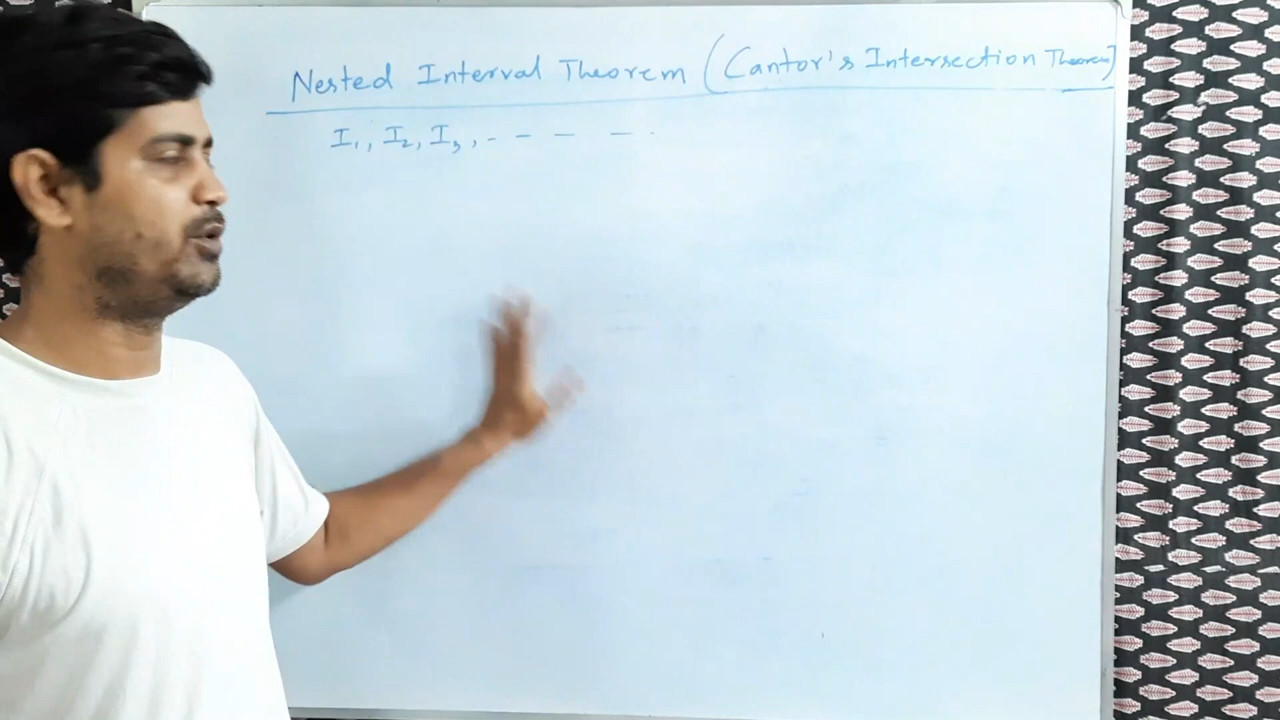 Nested Interval Theorem (Cantor's Intersection Theorem)
I₁, I₂, I₃, - - - - .